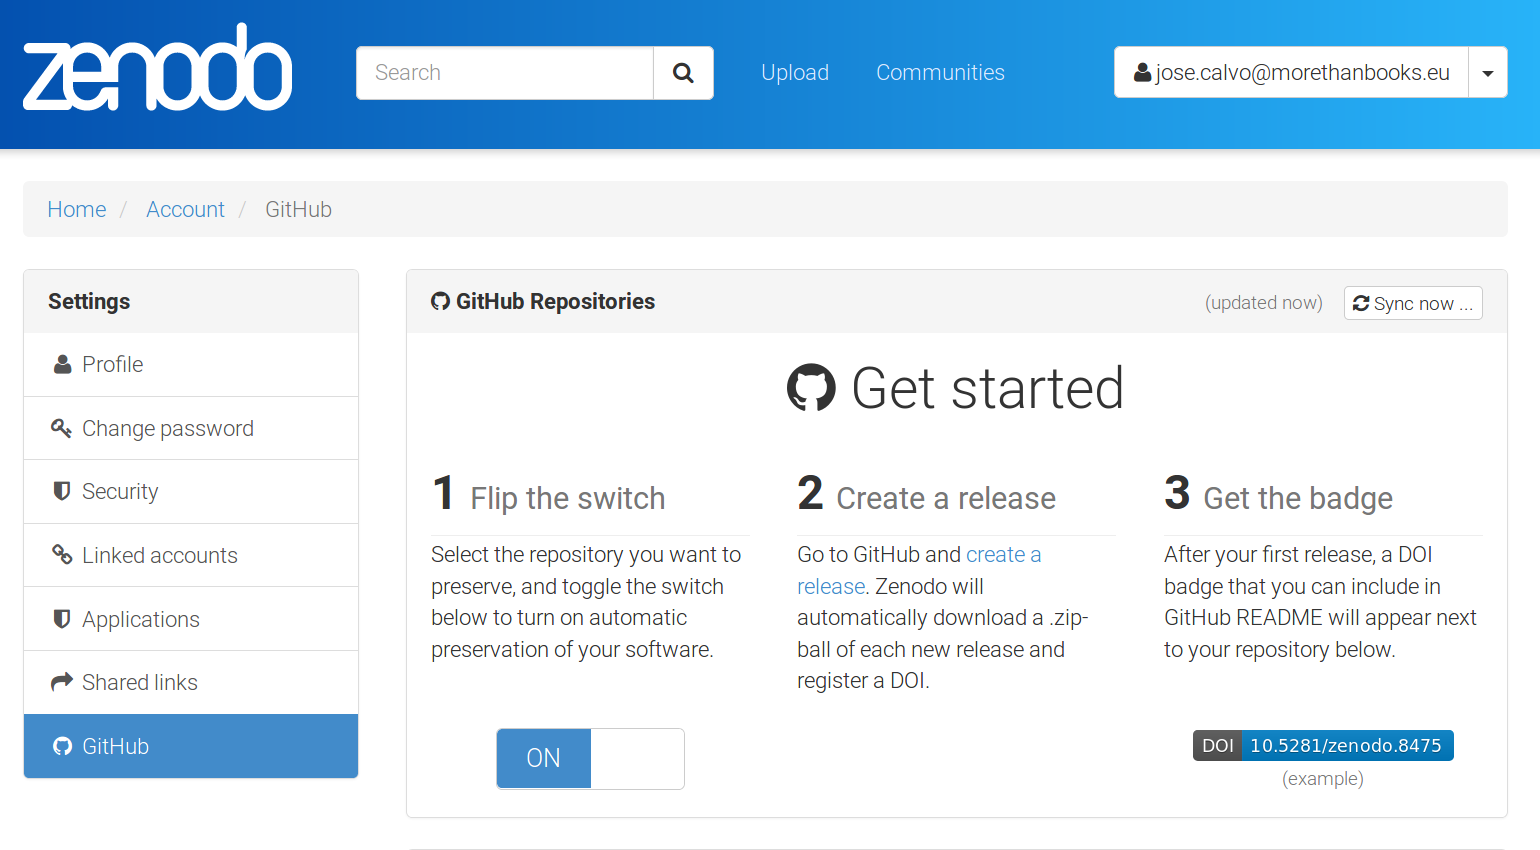 zenodo
Search
Upload
Communities
jose.calvo@morethanbooks.eu
Home / Account / GitHub
Settings
Profile
Change password
Security
Linked accounts
Applications
Shared links
GitHub
GitHub Repositories
(updated now)
Sync now ...
Get started
1 Flip the switch
Select the repository you want to
preserve, and toggle the switch
below to turn on automatic
preservation of your software.
ON
2 Create a release
Go to GitHub and create a
release. Zenodo will
automatically download a .zip-
ball of each new release and
register a DOI.
3 Get the badge
After your first release, a DOI
badge that you can include in
GitHub README will appear next
to your repository below.
DOI 10.5281/zenodo.8475
(example)